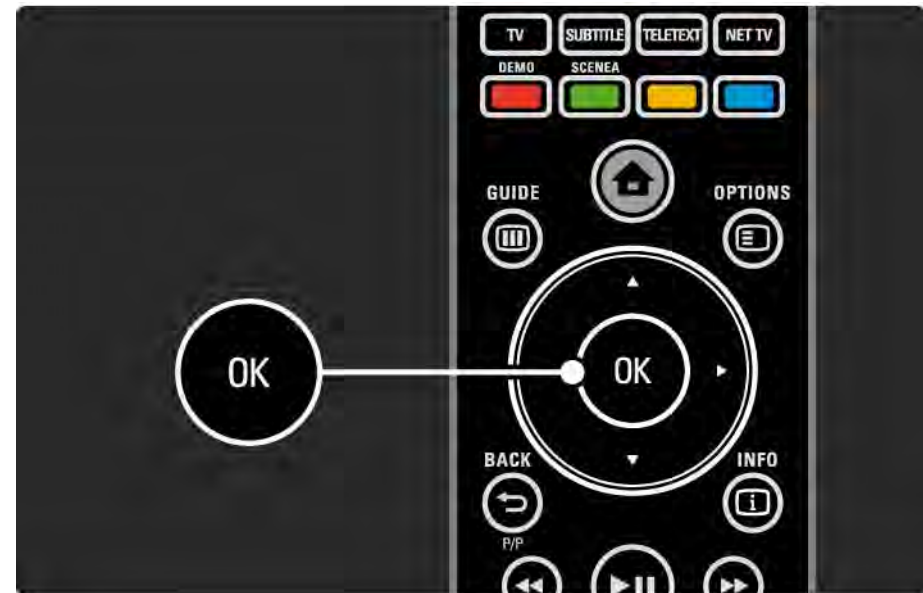 TV SUBTITLE TELETEXT NET TV
DEMO SCENEA
GUIDE OPTIONS
OK OK
BACK INFO
P/P